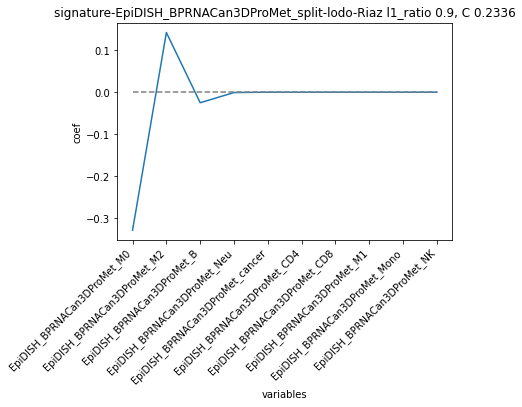 signature-EpiDISH_BPRNACan3DProMet_split-lodo-Riaz l1_ratio 0.9, C 0.2336
0.1
0.0
−0.1
−0.2
−0.3
coef
EpiDISH_BPRNACan3DProMet_M0
EpiDISH_BPRNACan3DProMet_M2
EpiDISH_BPRNACan3DProMet_B
EpiDISH_BPRNACan3DProMet_Neu
EpiDISH_BPRNACan3DProMet_cancer
EpiDISH_BPRNACan3DProMet_CD4
EpiDISH_BPRNACan3DProMet_CD8
EpiDISH_BPRNACan3DProMet_M1
EpiDISH_BPRNACan3DProMet_Mono
EpiDISH_BPRNACan3DProMet_NK
variables